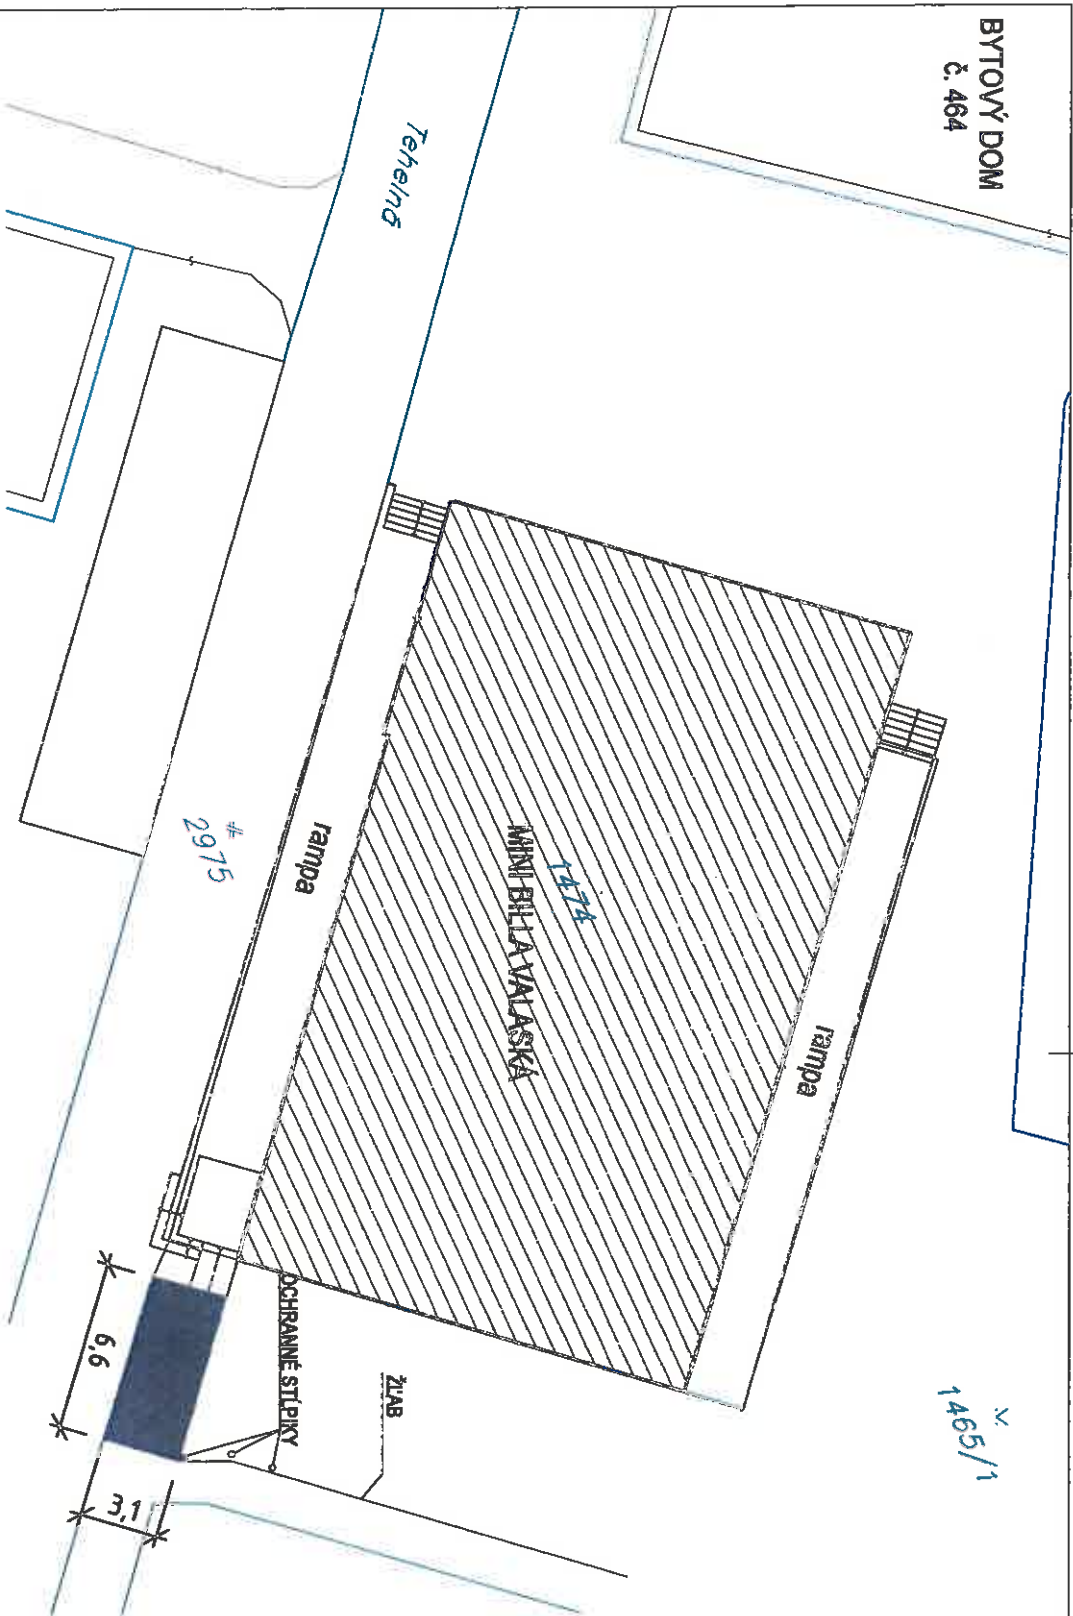 BYTOVÝ DOM
č. 464
Tehelná
1474
MINI BILLA VALASKÁ
rampa
rampa
2975
1465/1
OCHRANNÉ STĹPIKY
ŽĽAB
6,6
3,1